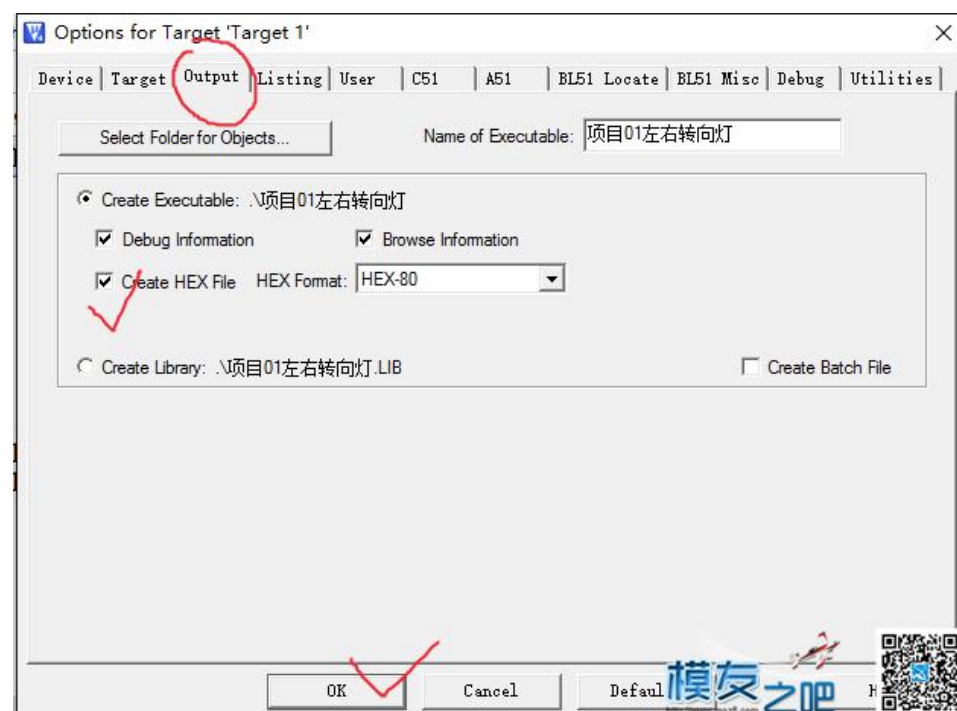 Options for Target 'Target 1'
Device Target Output Listing User C51 A51 BL51 Locate BL51 Misc Debug Utilities
Select Folder for Objects... Name of Executable: 项目01左右转向灯
Create Executable: .\项目01左右转向灯
Debug Information Browse Information
Create HEX File HEX Format: HEX-80
Create Library: .\项目01左右转向灯.LIB Create Batch File
OK Cancel Defaul H
模友之吧